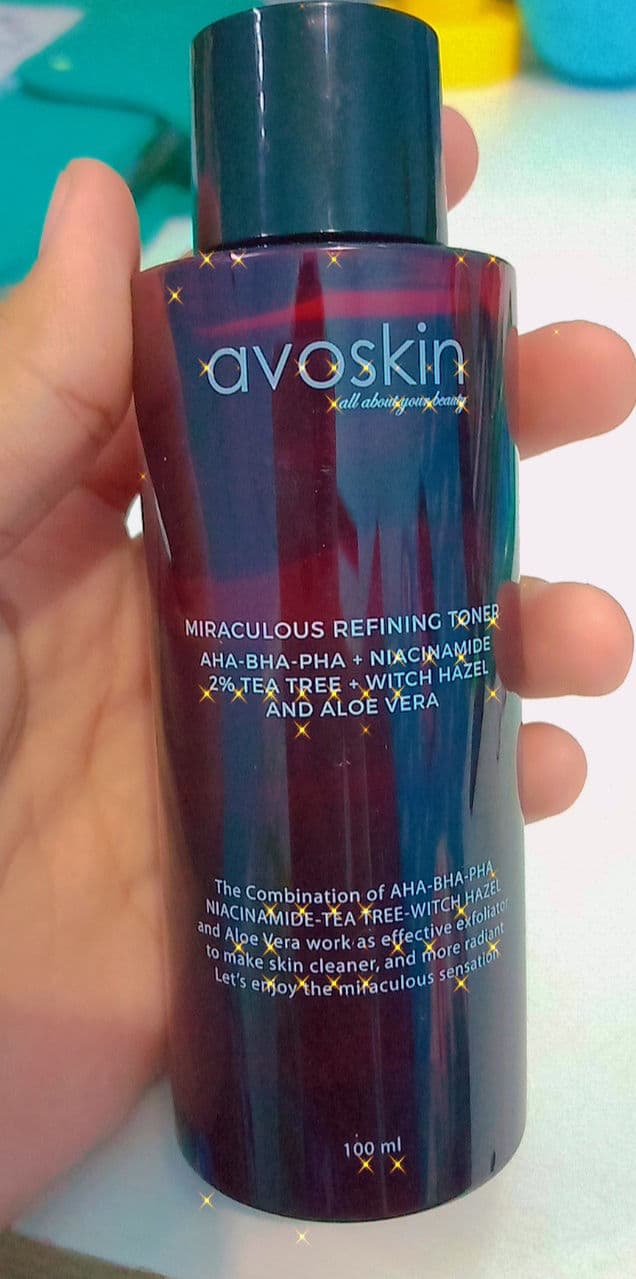 avoskin
all about your beauty
MIRACULOUS REFINING TONER
AHA-BHA-PHA + NIACINAMIDE
2% TEA TREE + WITCH HAZEL
AND ALOE VERA
The Combination of AHA-BHA-PHA
NIACINAMIDE-TEA TREE-WITCH HAZEL
and Aloe Vera work as effective exfoliator
to make skin cleaner, and more radiant
Let's enjoy the miraculous sensation
100 ml